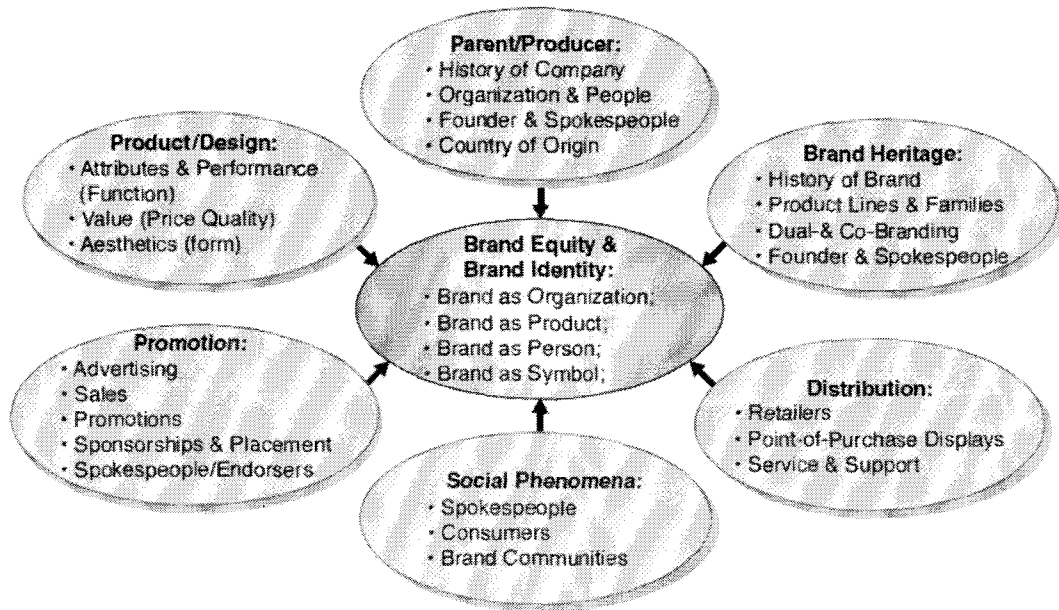 Parent/Producer:
• History of Company
• Organization & People
• Founder & Spokespeople
• Country of Origin
Product/Design:
• Attributes & Performance
(Function)
• Value (Price Quality)
• Aesthetics (form)
Brand Heritage:
• History of Brand
• Product Lines & Families
• Dual-& Co-Branding
• Founder & Spokespeople
Brand Equity &
Brand Identity:
• Brand as Organization;
• Brand as Product;
• Brand as Person;
• Brand as Symbol;
Promotion:
• Advertising
• Sales
• Promotions
• Sponsorships & Placement
• Spokespeople/Endorsers
Distribution:
• Retailers
• Point-of-Purchase Displays
• Service & Support
Social Phenomena:
• Spokespeople
• Consumers
• Brand Communities